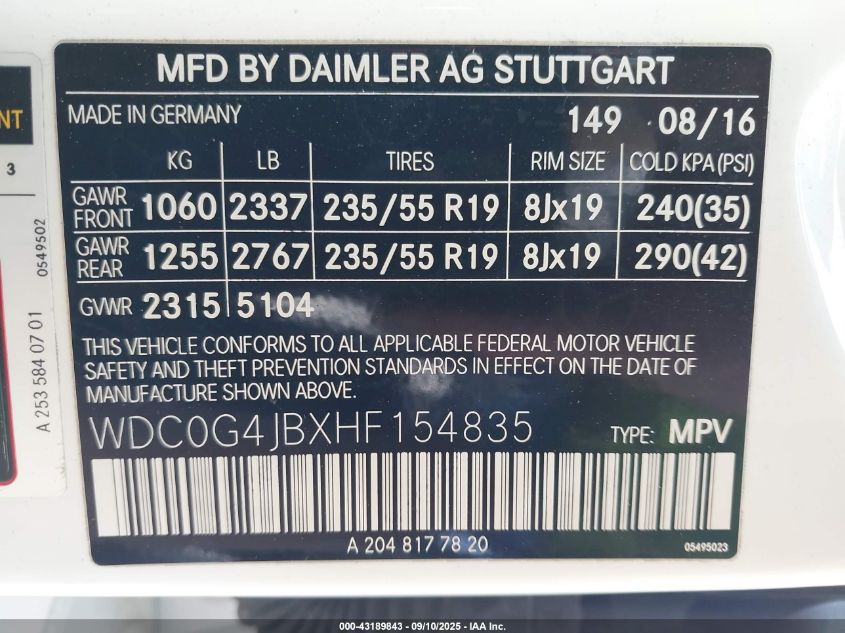 MFD BY DAIMLER AG STUTTGART
MADE IN GERMANY 149 08/16
KG LB TIRES RIM SIZE COLD KPA (PSI)
GAWR FRONT 1060 2337 235/55 R19 8Jx19 240(35)
GAWR REAR 1255 2767 235/55 R19 8Jx19 290(42)
GVWR 2315 5104
THIS VEHICLE CONFORMS TO ALL APPLICABLE FEDERAL MOTOR VEHICLE
SAFETY AND THEFT PREVENTION STANDARDS IN EFFECT ON THE DATE OF
MANUFACTURE SHOWN ABOVE.
WDC0G4JBXHF154835 TYPE: MPV
A 204 817 78 20 05495023
NT
3
0549502
A 253 584 07 01
000-43189843 - 09/10/2025 - IAA Inc.